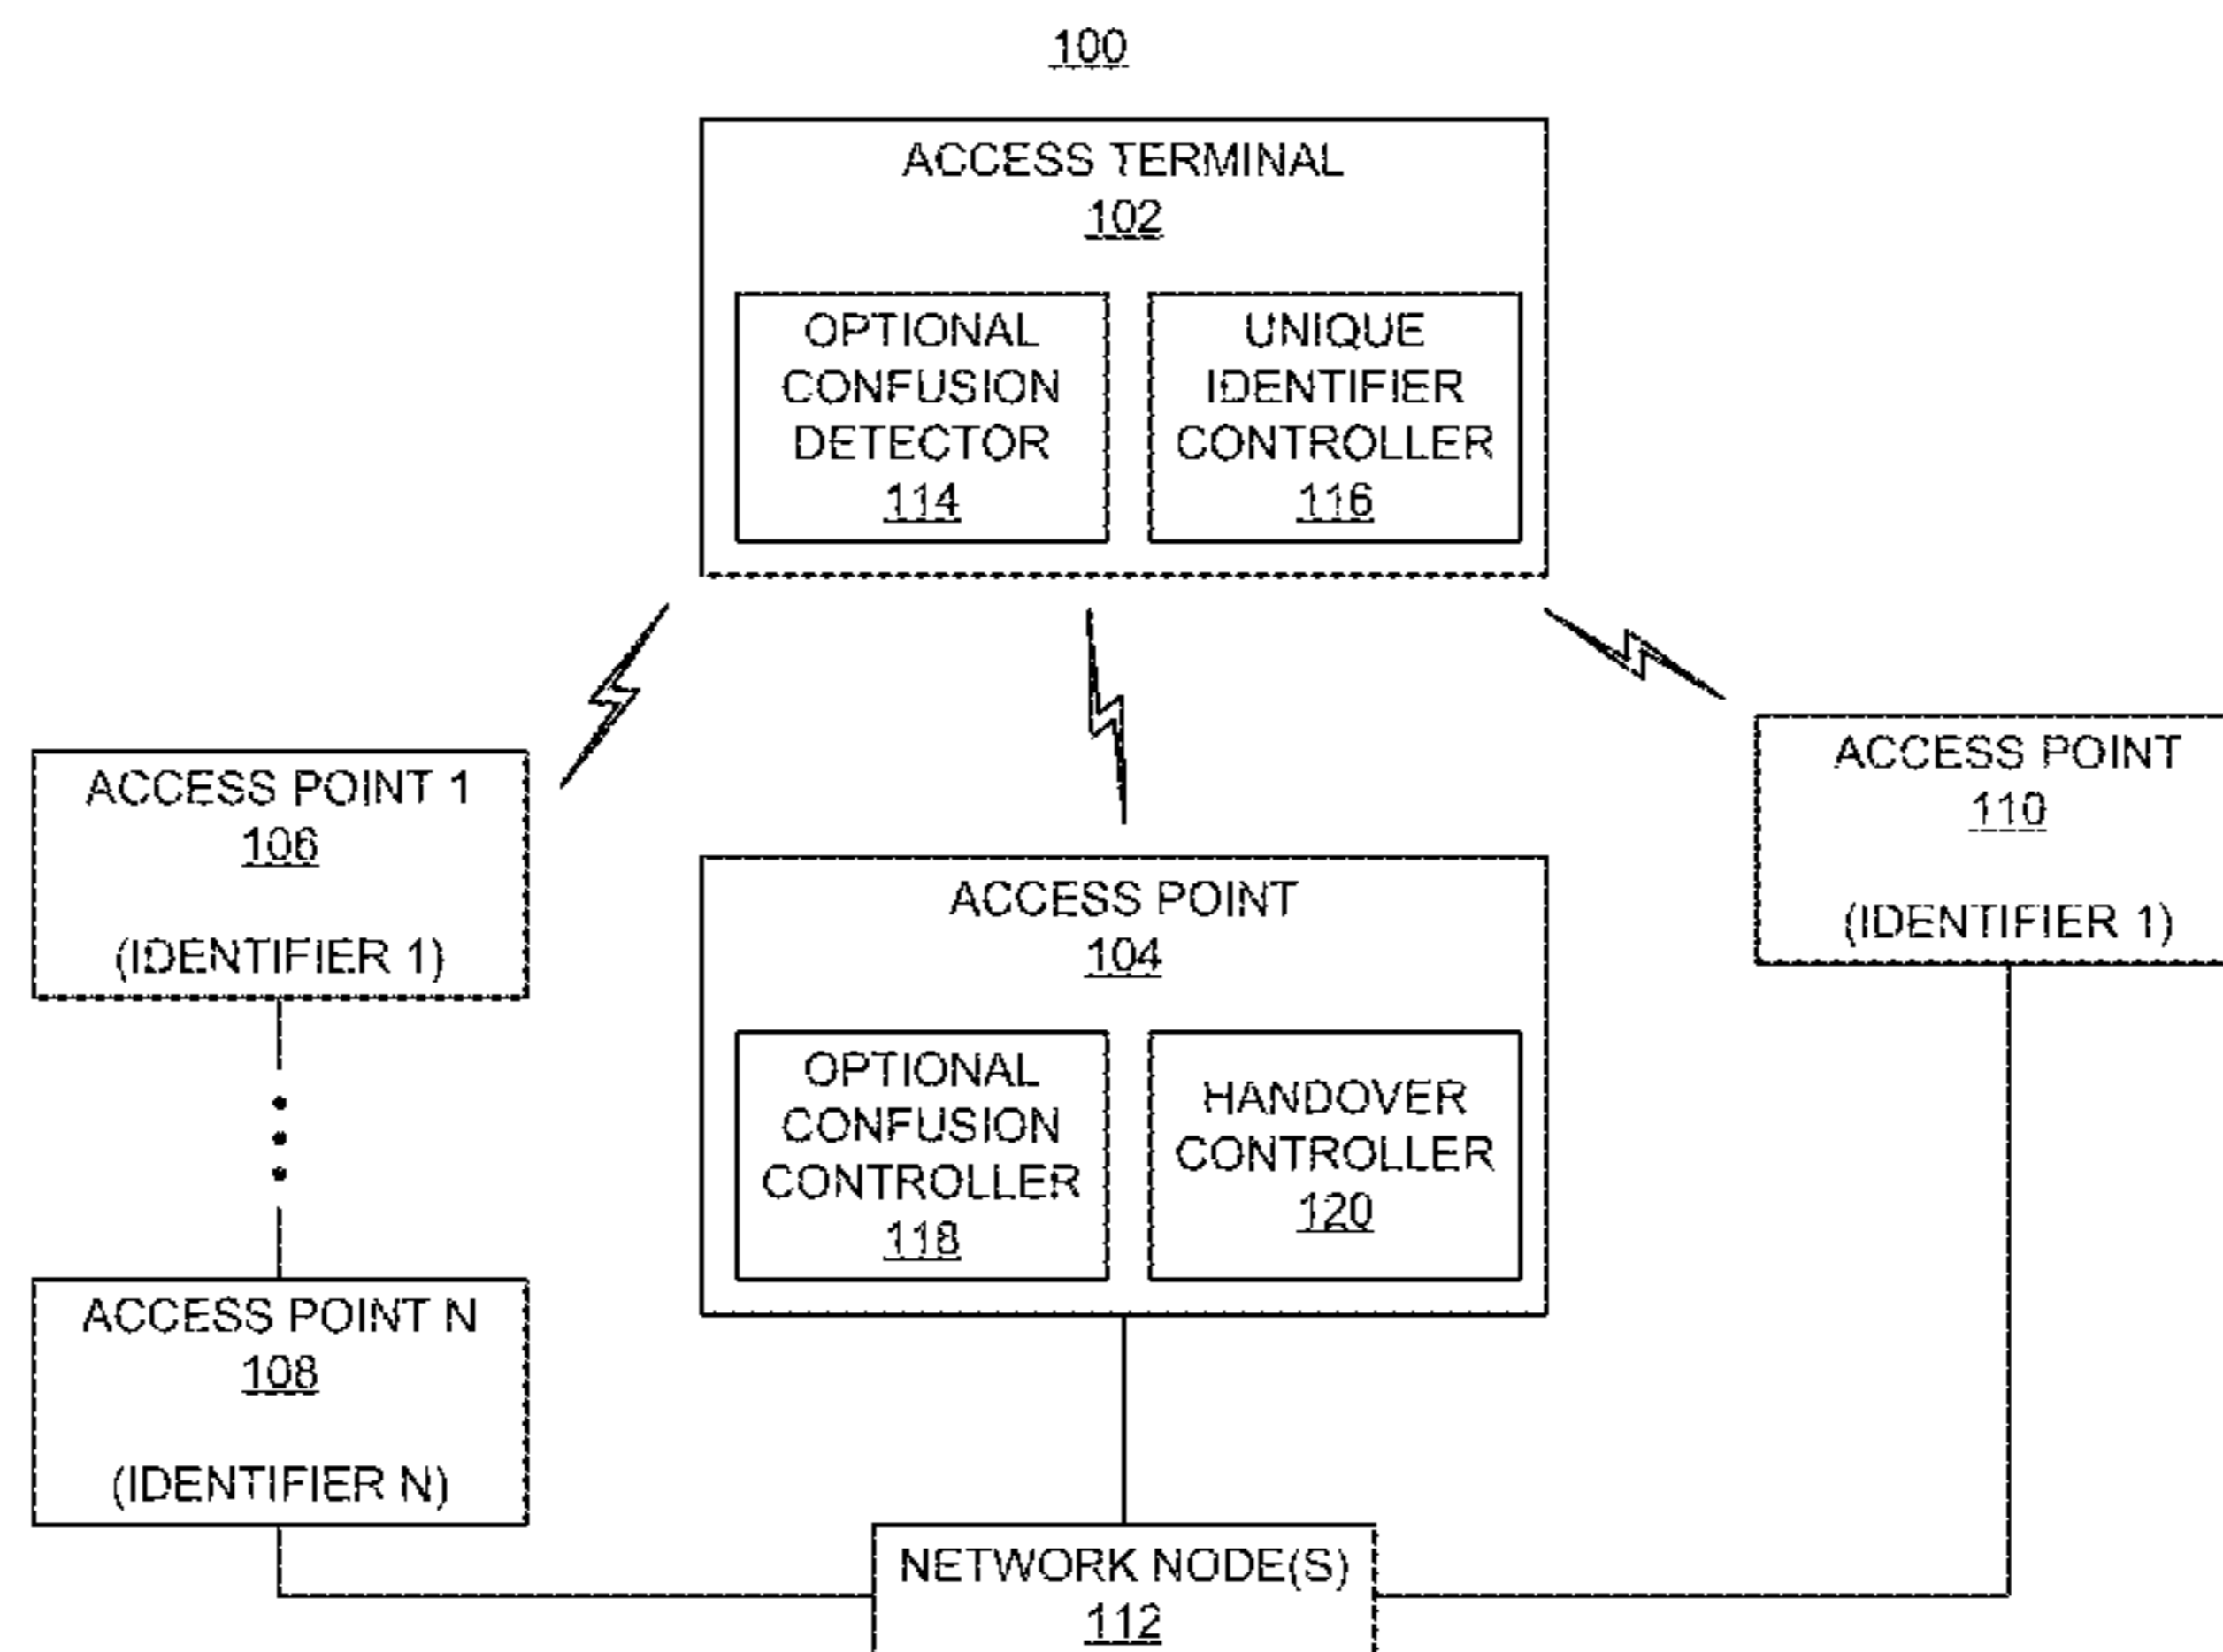 100
ACCESS TERMINAL
102
OPTIONAL
CONFUSION
DETECTOR
114
UNIQUE
IDENTIFIER
CONTROLLER
116
ACCESS POINT 1
106
(IDENTIFIER 1)
ACCESS POINT
110
(IDENTIFIER 1)
ACCESS POINT
104
OPTIONAL
CONFUSION
CONTROLLER
118
HANDOVER
CONTROLLER
120
ACCESS POINT N
108
(IDENTIFIER N)
NETWORK NODE(S)
112